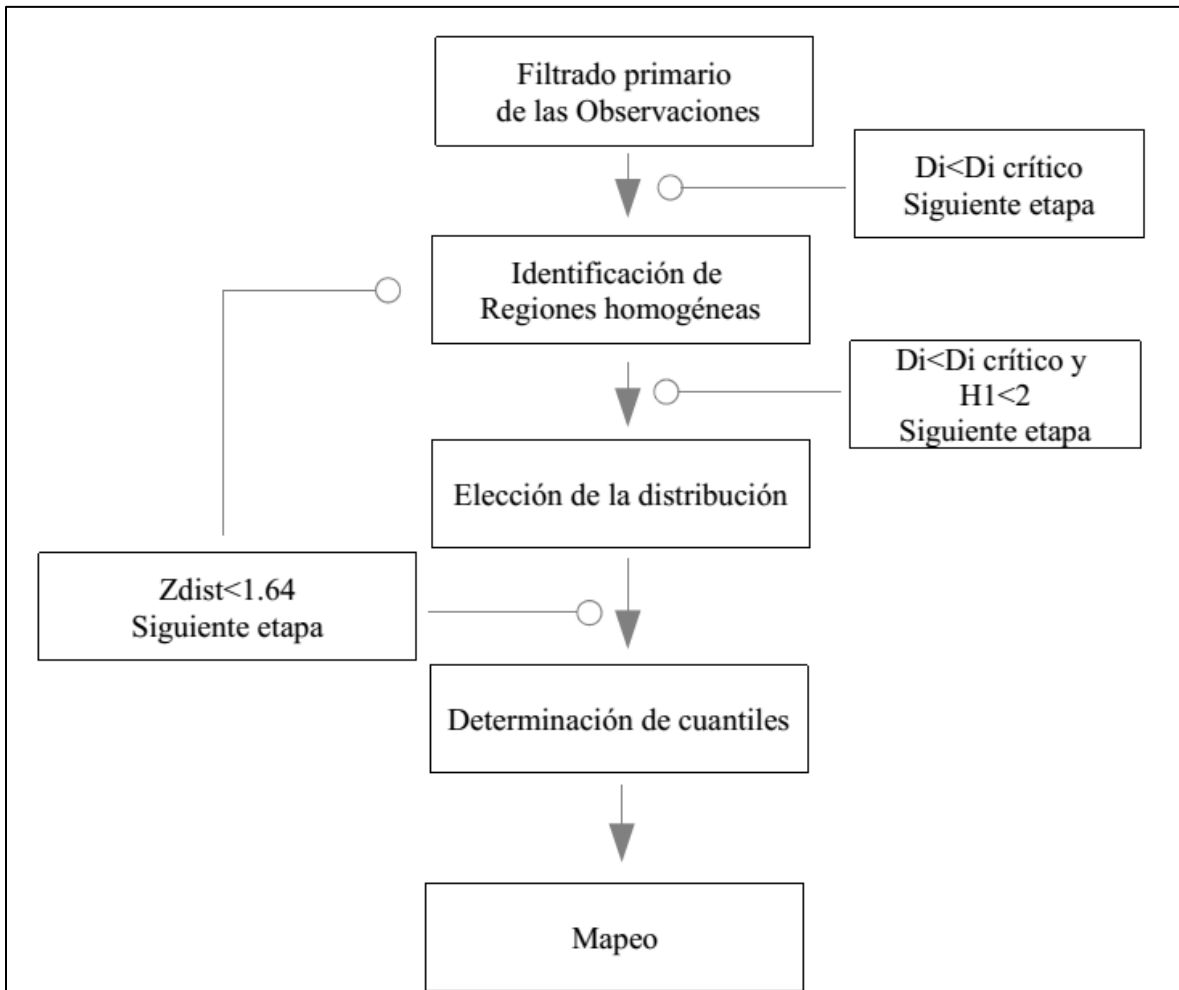 Filtrado primario
de las Observaciones
Di<Di crítico
Siguiente etapa
Identificación de
Regiones homogéneas
Di<Di crítico y
H1<2
Siguiente etapa
Elección de la distribución
Zdist<1.64
Siguiente etapa
Determinación de cuantiles
Mapeo